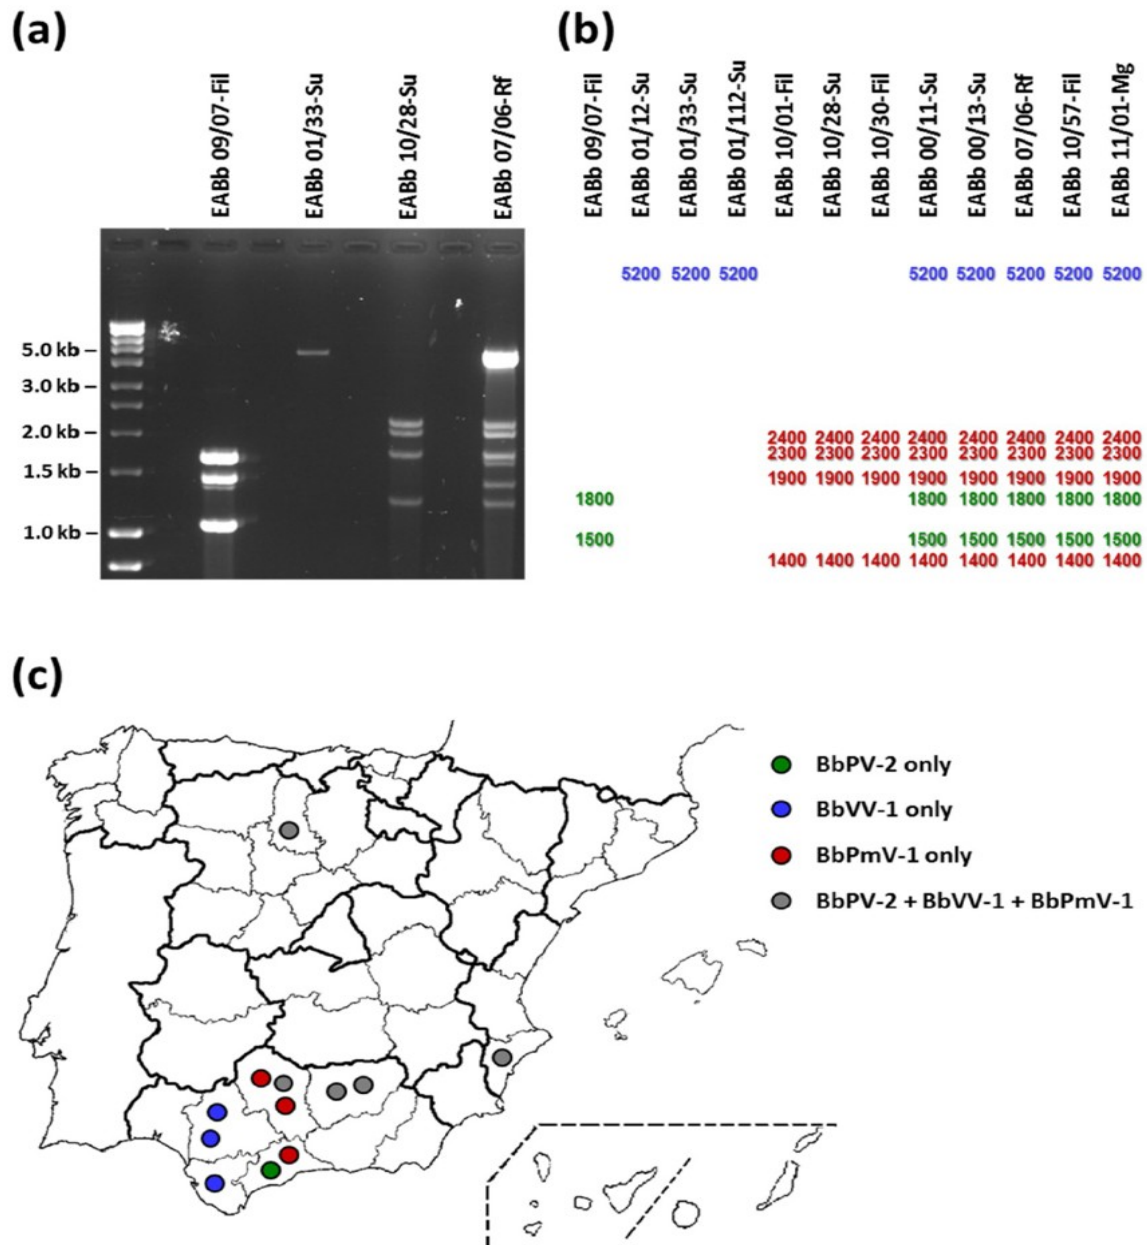 (a)
EABb 09/07-Fil
EABb 01/33-Su
EABb 10/28-Su
EABb 07/06-Rf
5.0 kb –
3.0 kb –
2.0 kb –
1.5 kb –
1.0 kb –
(b)
EABb 09/07-Fil
EABb 01/12-Su
EABb 01/33-Su
EABb 01/112-Su
EABb 10/01-Fil
EABb 10/28-Su
EABb 10/30-Fil
EABb 00/11-Su
EABb 00/13-Su
EABb 07/06-Rf
EABb 10/57-Fil
EABb 11/01-Mg
5200 5200 5200 5200 5200 5200 5200 5200
2400 2400 2400 2400 2400 2400 2400 2400
2300 2300 2300 2300 2300 2300 2300 2300
1900 1900 1900 1900 1900 1900 1900 1900
1800 1800 1800 1800 1800 1800
1500 1500 1500 1500 1500 1500
1400 1400 1400 1400 1400 1400 1400 1400
(c)
BbPV-2 only
BbVV-1 only
BbPmV-1 only
BbPV-2 + BbVV-1 + BbPmV-1